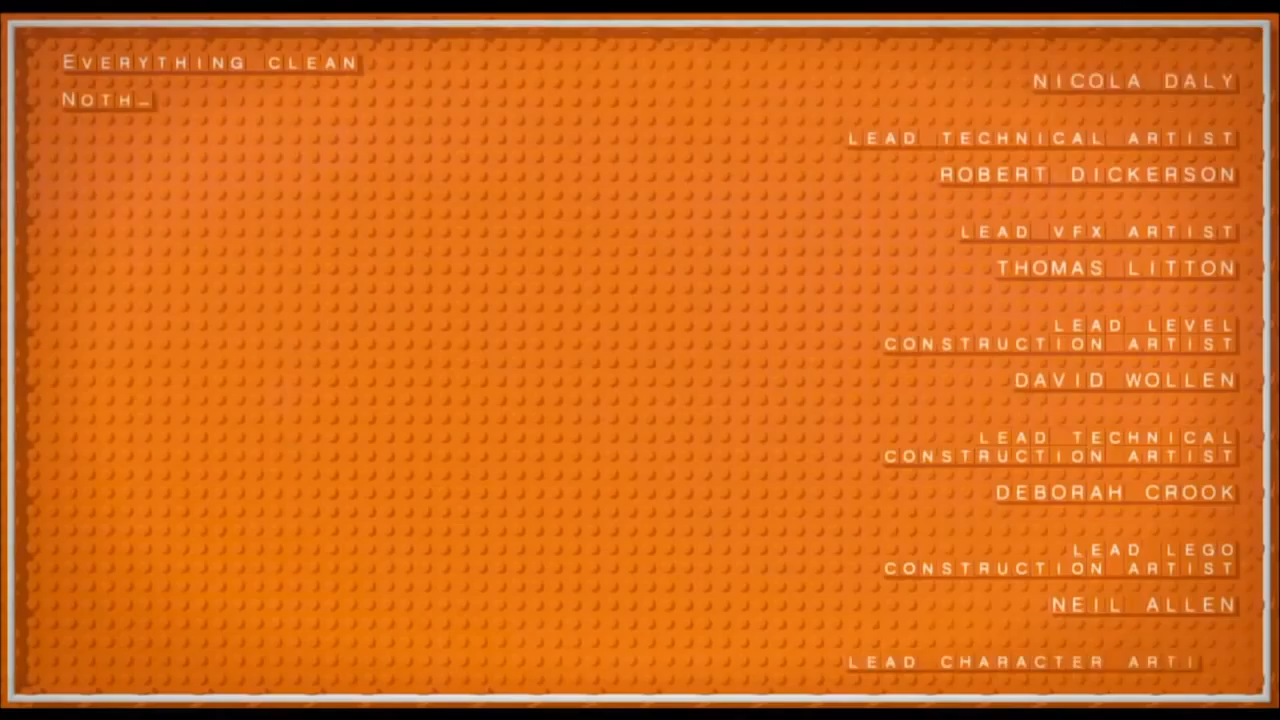 Everything clean
Noth_
NICOLA DALY
LEAD TECHNICAL ARTIST
ROBERT DICKERSON
LEAD VFX ARTIST
THOMAS LITTON
LEAD LEVEL
CONSTRUCTION ARTIST
DAVID WOLLEN
LEAD TECHNICAL
CONSTRUCTION ARTIST
DEBORAH CROOK
LEAD LEGO
CONSTRUCTION ARTIST
NEIL ALLEN
LEAD CHARACTER ARTI